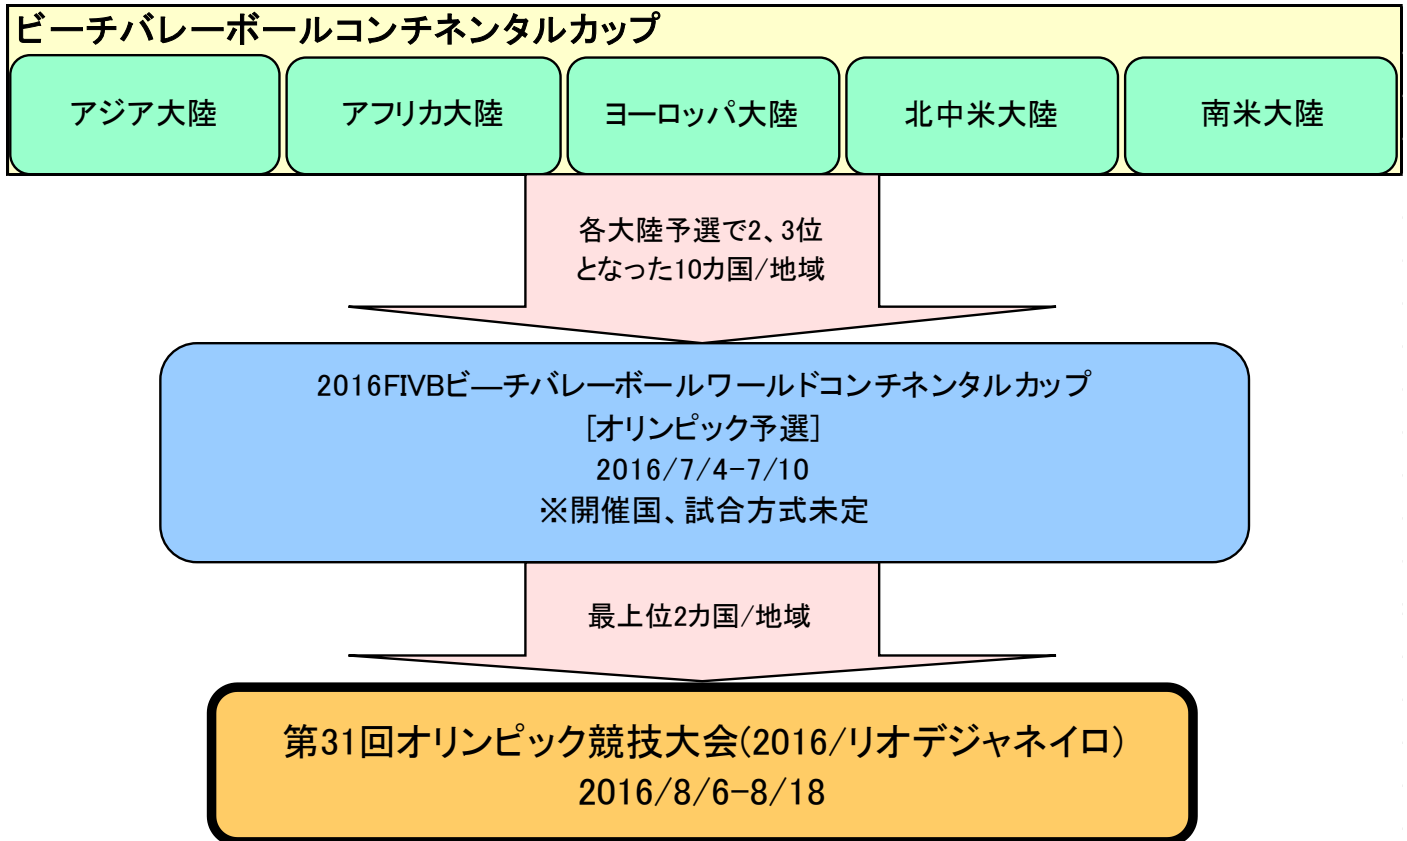 ビーチバレーボールコンチネンタルカップ
アジア大陸
アフリカ大陸
ヨーロッパ大陸
北中米大陸
南米大陸
各大陸予選で2、3位
となった10カ国/地域
2016FIVBビ―チバレーボールワールドコンチネンタルカップ
[オリンピック予選]
2016/7/4-7/10
※開催国、試合方式未定
最上位2カ国/地域
第31回オリンピック競技大会(2016/リオデジャネイロ)
2016/8/6-8/18